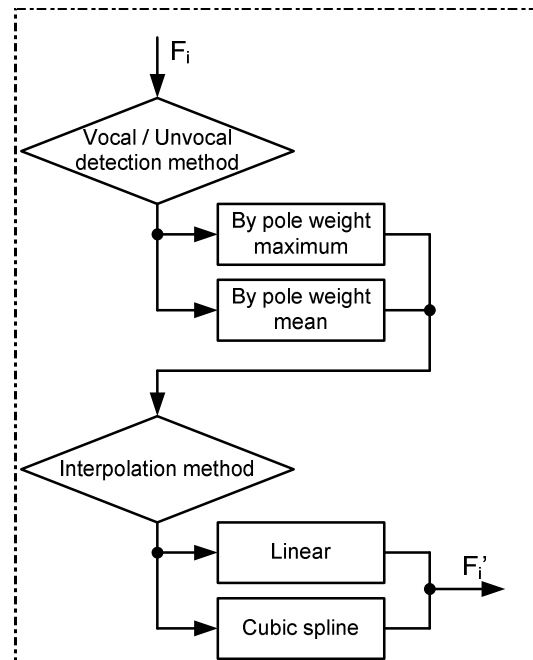 Fi
Vocal / Unvocal
detection method
By pole weight
maximum
By pole weight
mean
Interpolation method
Linear
Fi’
Cubic spline